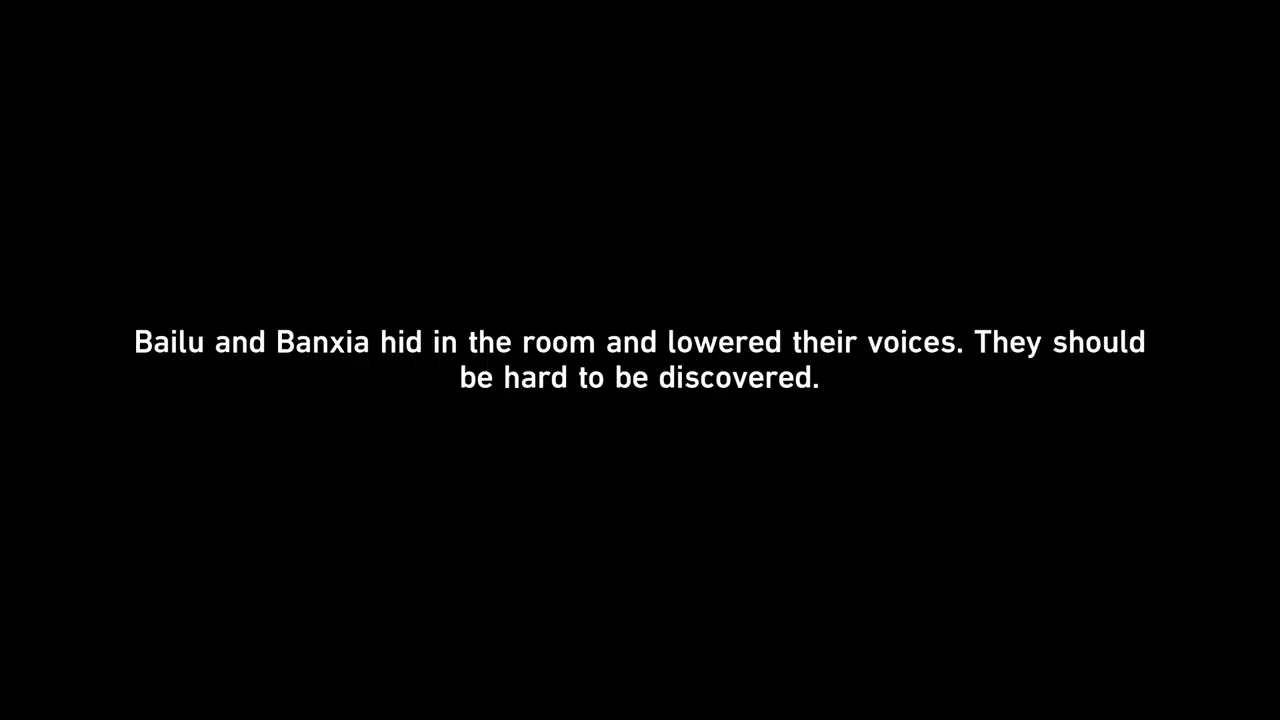 Bailu and Banxia hid in the room and lowered their voices. They should
be hard to be discovered.